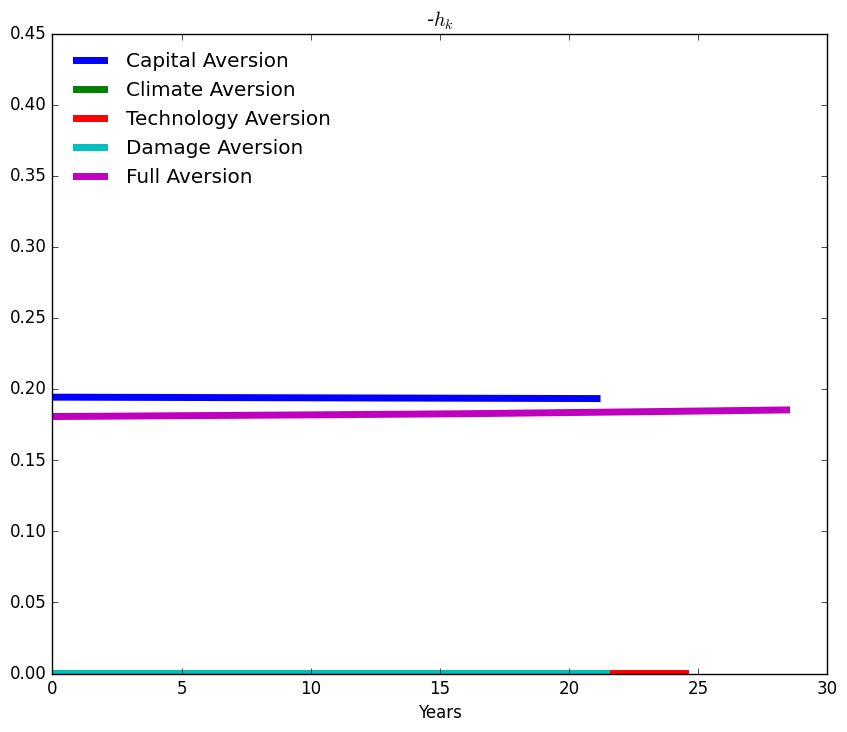 -h_k
0.45
0.40
0.35
0.30
0.25
0.20
0.15
0.10
0.05
0.00
Capital Aversion
Climate Aversion
Technology Aversion
Damage Aversion
Full Aversion
0 5 10 15 20 25 30
Years